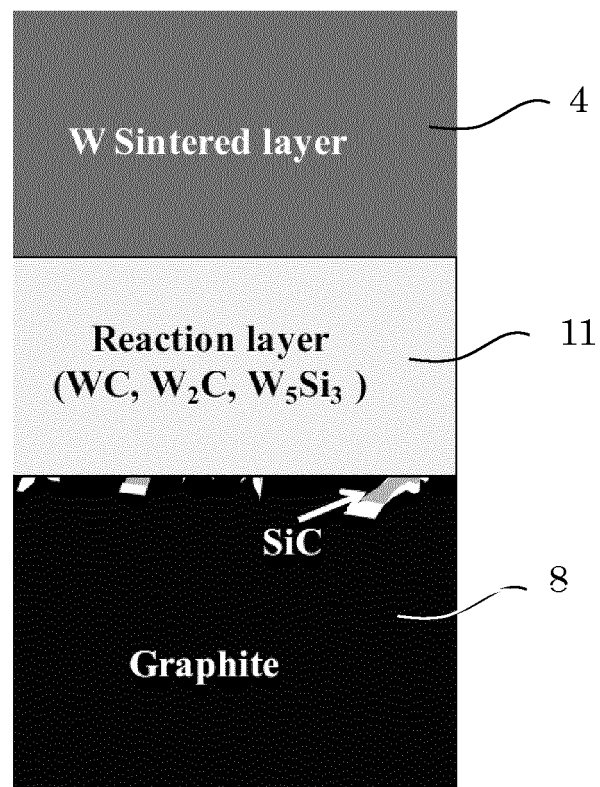 W Sintered layer
4
Reaction layer
(WC, W₂C, W₅Si₃ )
11
SiC
8
Graphite